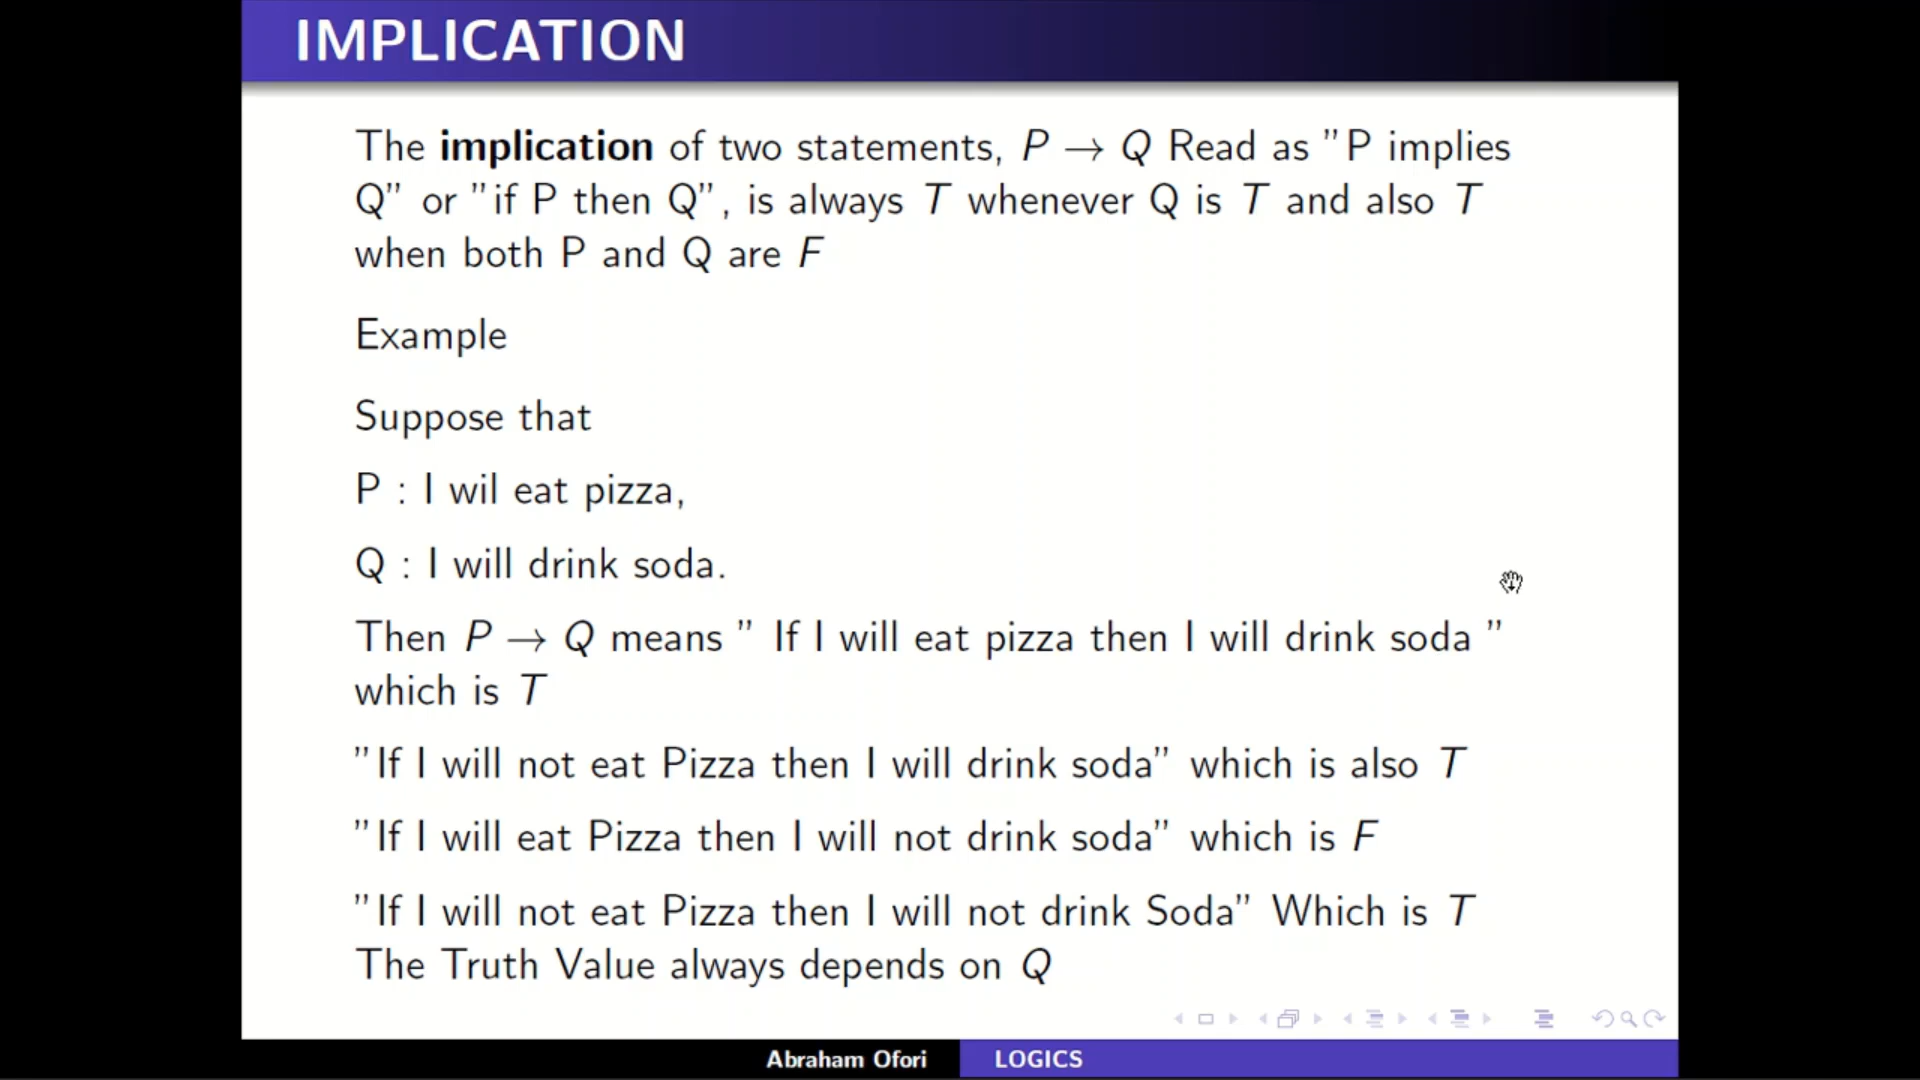 IMPLICATION
The implication of two statements, P → Q Read as ”P implies
Q” or ”if P then Q”, is always T whenever Q is T and also T
when both P and Q are F
Example
Suppose that
P : I wil eat pizza,
Q : I will drink soda.
Then P → Q means ” If I will eat pizza then I will drink soda ”
which is T
”If I will not eat Pizza then I will drink soda” which is also T
”If I will eat Pizza then I will not drink soda” which is F
”If I will not eat Pizza then I will not drink Soda” Which is T
The Truth Value always depends on Q
Abraham Ofori LOGICS